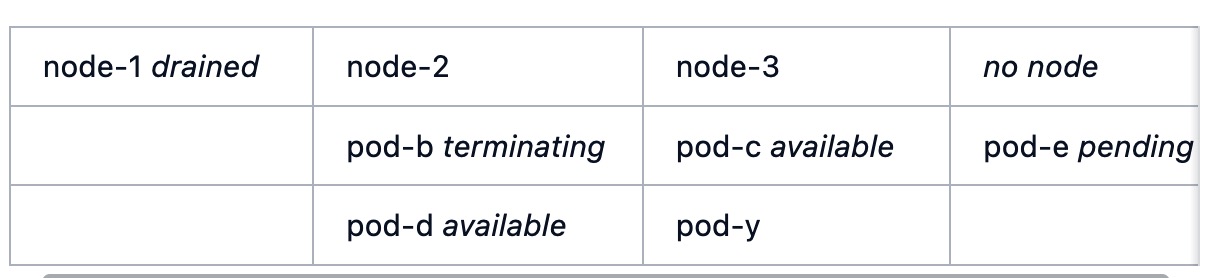 node-1 drained node-2 node-3 no node
pod-b terminating pod-c available pod-e pending
pod-d available pod-y